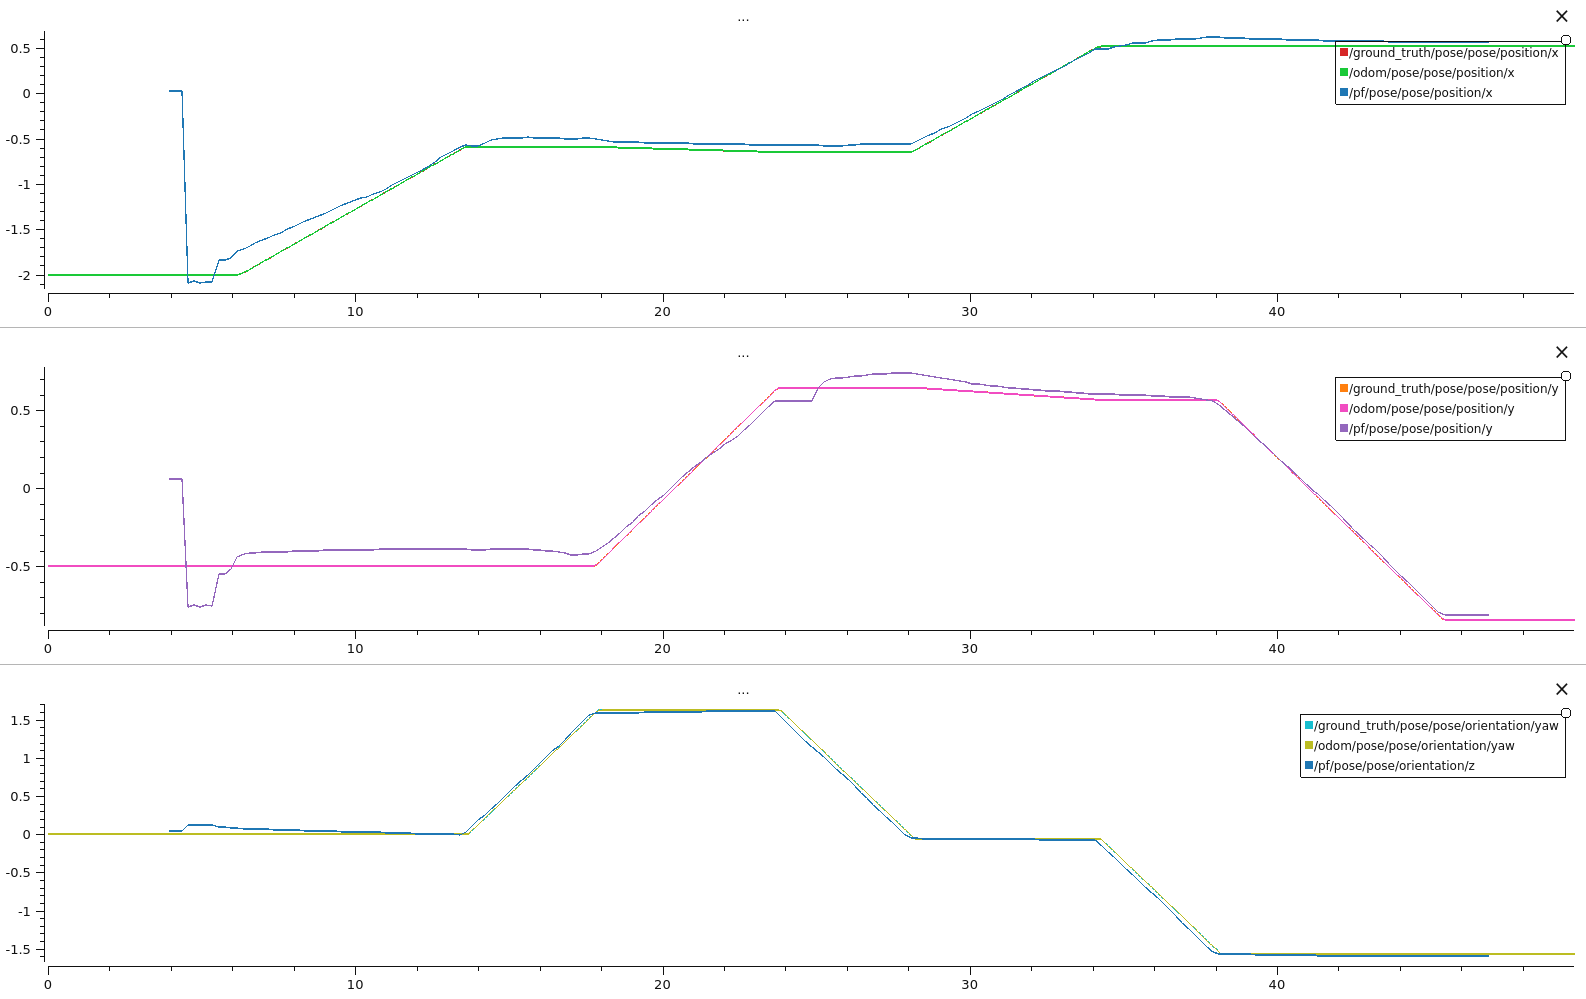 ...
0.5
0
-0.5
-1
-1.5
-2
/ground_truth/pose/pose/position/x
/odom/pose/pose/position/x
/pf/pose/pose/position/x
0 10 20 30 40
...
0.5
0
-0.5
/ground_truth/pose/pose/position/y
/odom/pose/pose/position/y
/pf/pose/pose/position/y
0 10 20 30 40
...
1.5
1
0.5
0
-0.5
-1
-1.5
/ground_truth/pose/pose/orientation/yaw
/odom/pose/pose/orientation/yaw
/pf/pose/pose/orientation/z
0 10 20 30 40